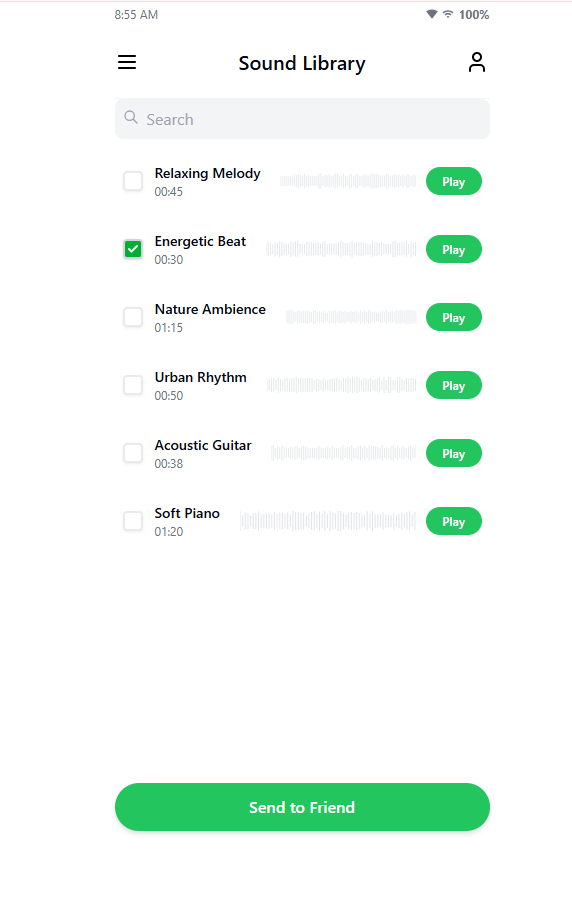 8:55 AM 100%
Sound Library
Search
Relaxing Melody
00:45
Play
Energetic Beat
00:30
Play
Nature Ambience
01:15
Play
Urban Rhythm
00:50
Play
Acoustic Guitar
00:38
Play
Soft Piano
01:20
Play
Send to Friend